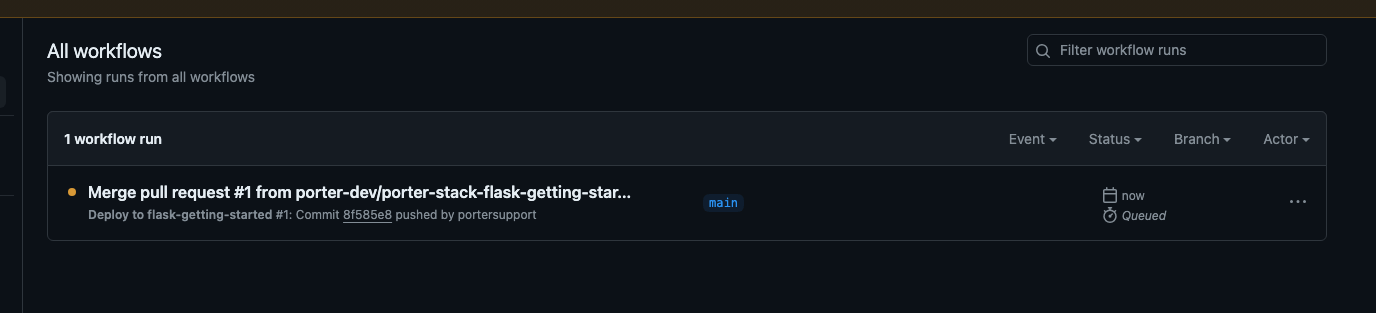 All workflows
Showing runs from all workflows
Filter workflow runs
1 workflow run
Event
Status
Branch
Actor
Merge pull request #1 from porter-dev/porter-stack-flask-getting-star...
Deploy to flask-getting-started #1: Commit 8f585e8 pushed by portersupport
main
now
Queued